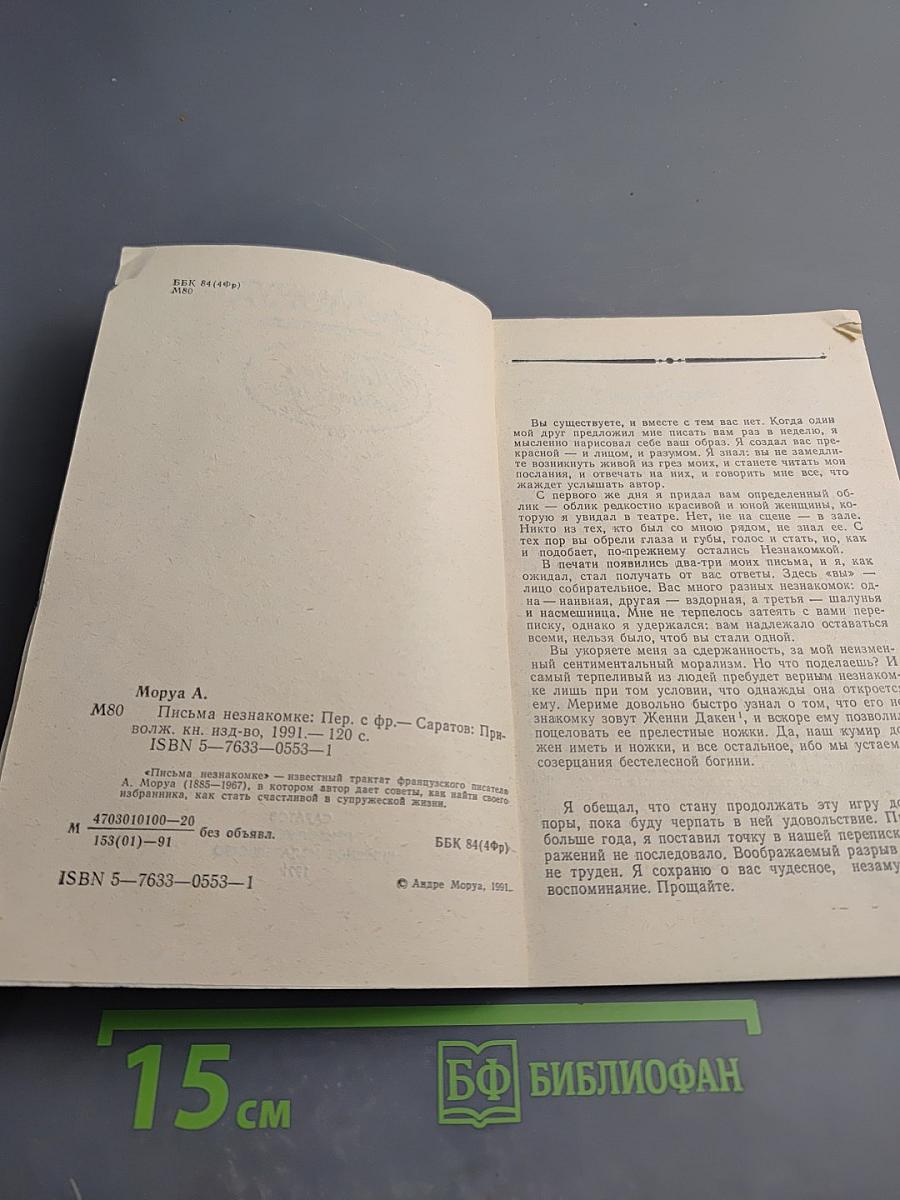 ББК 84(4Фр)
М80
Моруа А.
М80 Письма незнакомке: Пер. с фр.— Саратов: При-
волж. кн. изд-во, 1991.— 120 с.
ISBN 5—7633—0553—1
«Письма незнакомке» — известный трактат французского писателя
А. Моруа (1885—1967), в котором автор дает советы, как найти своего
избранника, как стать счастливой в супружеской жизни.
М 4703010100—20
153(01)—91 без объявл.
ББК 84(4Фр)
ISBN 5—7633—0553—1
© Андре Моруа, 1991.
Вы существуете, и вместе с тем вас нет. Когда один
мой друг предложил мне писать вам раз в неделю, я
мысленно нарисовал себе ваш образ. Я создал вас пре-
красной — и лицом, и разумом. Я знал: вы не замедли-
те возникнуть живой из грез моих, и станете читать мои
послания, и отвечать на них, и говорить мне все, что
жаждет услышать автор.
С первого же дня я придал вам определенный об-
лик — облик редкостно красивой и юной женщины, ко-
торую я увидал в театре. Нет, не на сцене — в зале.
Никто из тех, кто был со мною рядом, не знал ее. С
тех пор вы обрели глаза и губы, голос и стать, но, как
и подобает, по-прежнему остались Незнакомкой.
В печати появились два-три моих письма, и я, как
ожидал, стал получать от вас ответы. Здесь «вы» —
лицо собирательное. Вас много разных незнакомок: од-
на — наивная, другая — вздорная, а третья — шалунья
и насмешница. Мне не терпелось затеять с вами пере-
писку, однако я удержался: вам надлежало оставаться
всеми, нельзя было, чтоб вы стали одной.
Вы укоряете меня за сдержанность, за мой неизмен-
ный сентиментальный морализм. Но что поделаешь? И
самый терпеливый из людей пребудет верным незнаком-
ке лишь при том условии, что однажды она откроется
ему. Мериме довольно быстро узнал о том, что его не
знакомку зовут Женни Дакен¹, и вскоре ему позволил
поцеловать ее прелестные ножки. Да, наш кумир до
жен иметь и ножки, и все остальное, ибо мы устаем
созерцания бестелесной богини.
Я обещал, что стану продолжать эту игру до
поры, пока буду черпать в ней удовольствие. Пр
больше года, я поставил точку в нашей переписк
ражений не последовало. Воображаемый разрыв
не труден. Я сохраню о вас чудесное, незаму
воспоминание. Прощайте.
15 см
БФ БИБЛИОФАН